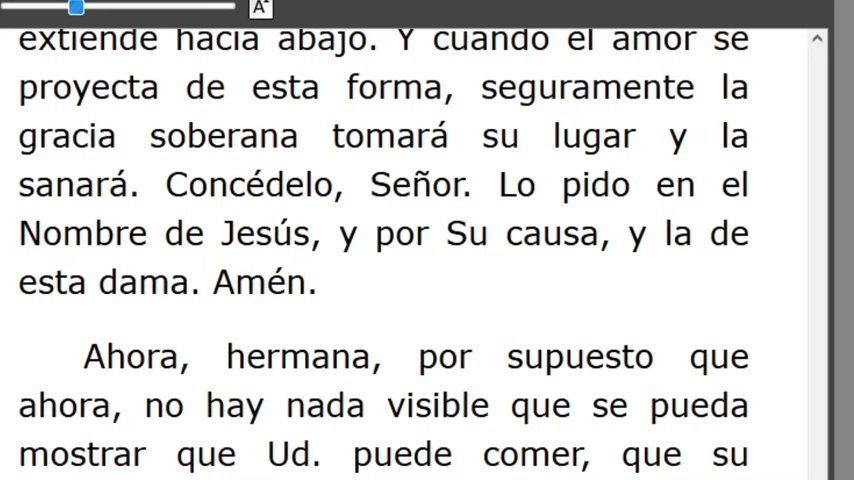 A
extiende hacia abajo. Y cuando el amor se
proyecta de esta forma, seguramente la
gracia soberana tomará su lugar y la
sanará. Concédelo, Señor. Lo pido en el
Nombre de Jesús, y por Su causa, y la de
esta dama. Amén.
Ahora, hermana, por supuesto que
ahora, no hay nada visible que se pueda
mostrar que Ud. puede comer, que su